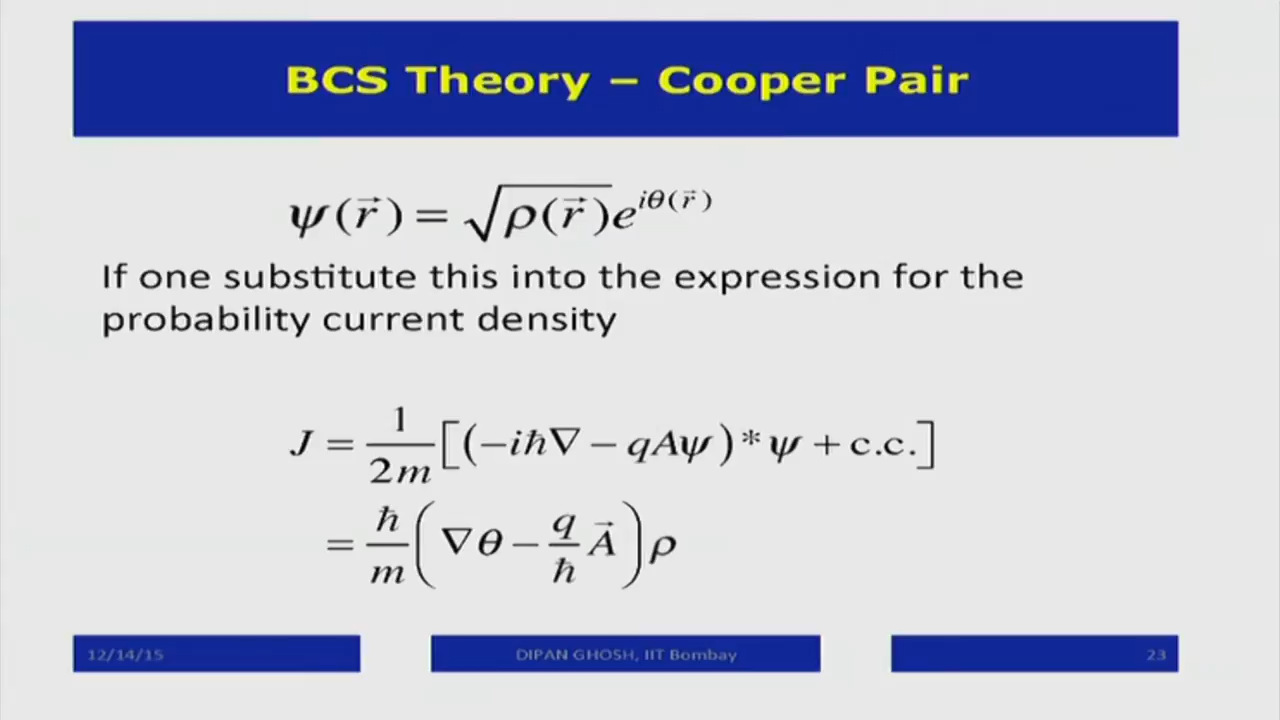 BCS Theory – Cooper Pair
ψ(r⃗) = √ρ(r⃗) e^{iθ(r⃗)}
If one substitute this into the expression for the
probability current density
J = 1/2m [(−iħ∇ − qAψ)*ψ + c.c.]
= ħ/m (∇θ − q/ħ A⃗) ρ
12/14/15 DIPAN GHOSH, IIT Bombay 23